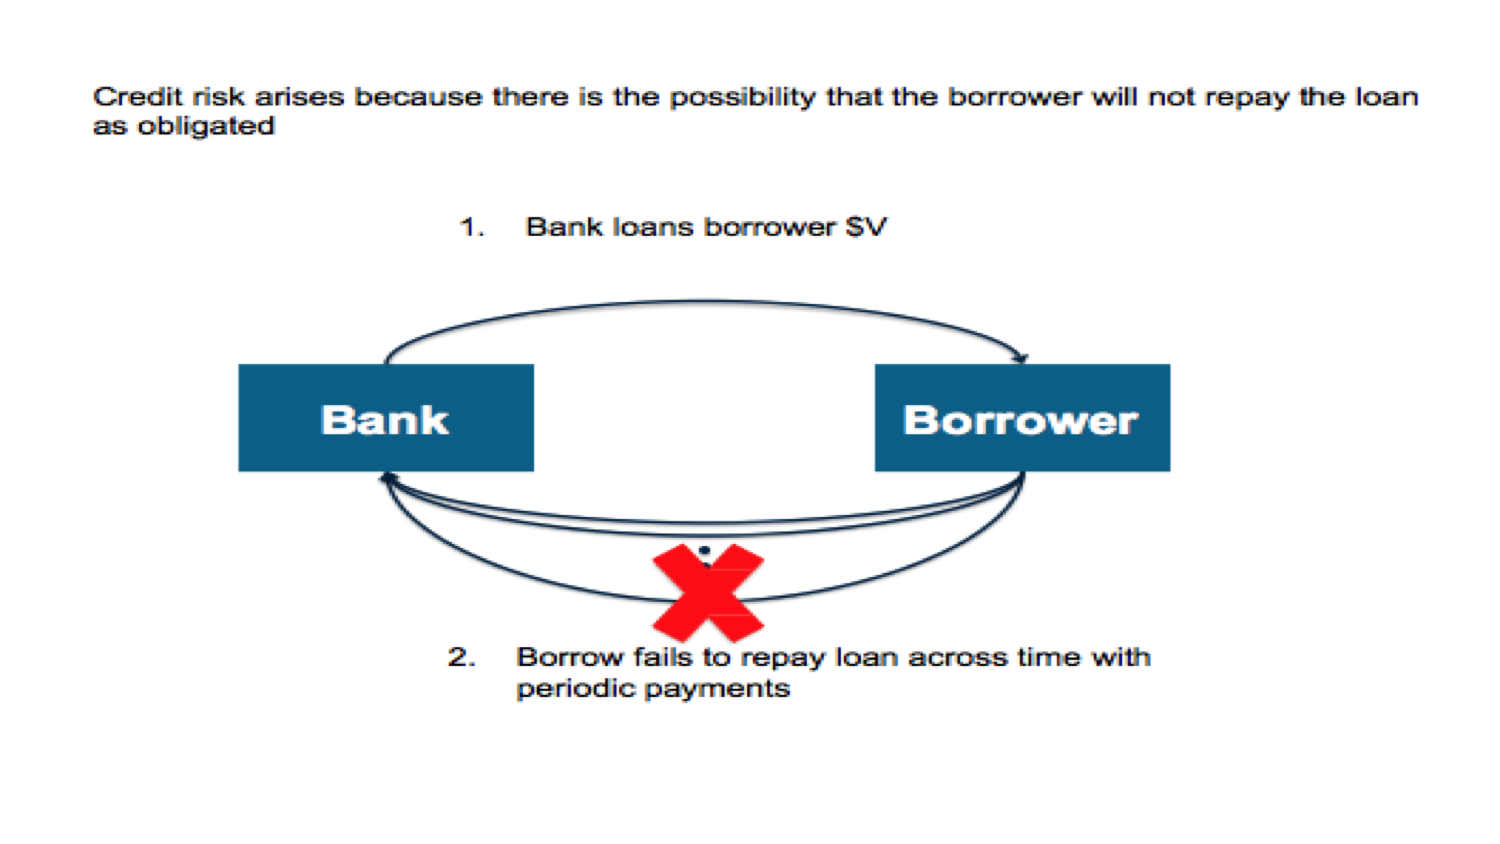 Credit risk arises because there is the possibility that the borrower will not repay the loan
as obligated
1. Bank loans borrower $V
Bank
Borrower
2. Borrow fails to repay loan across time with
periodic payments